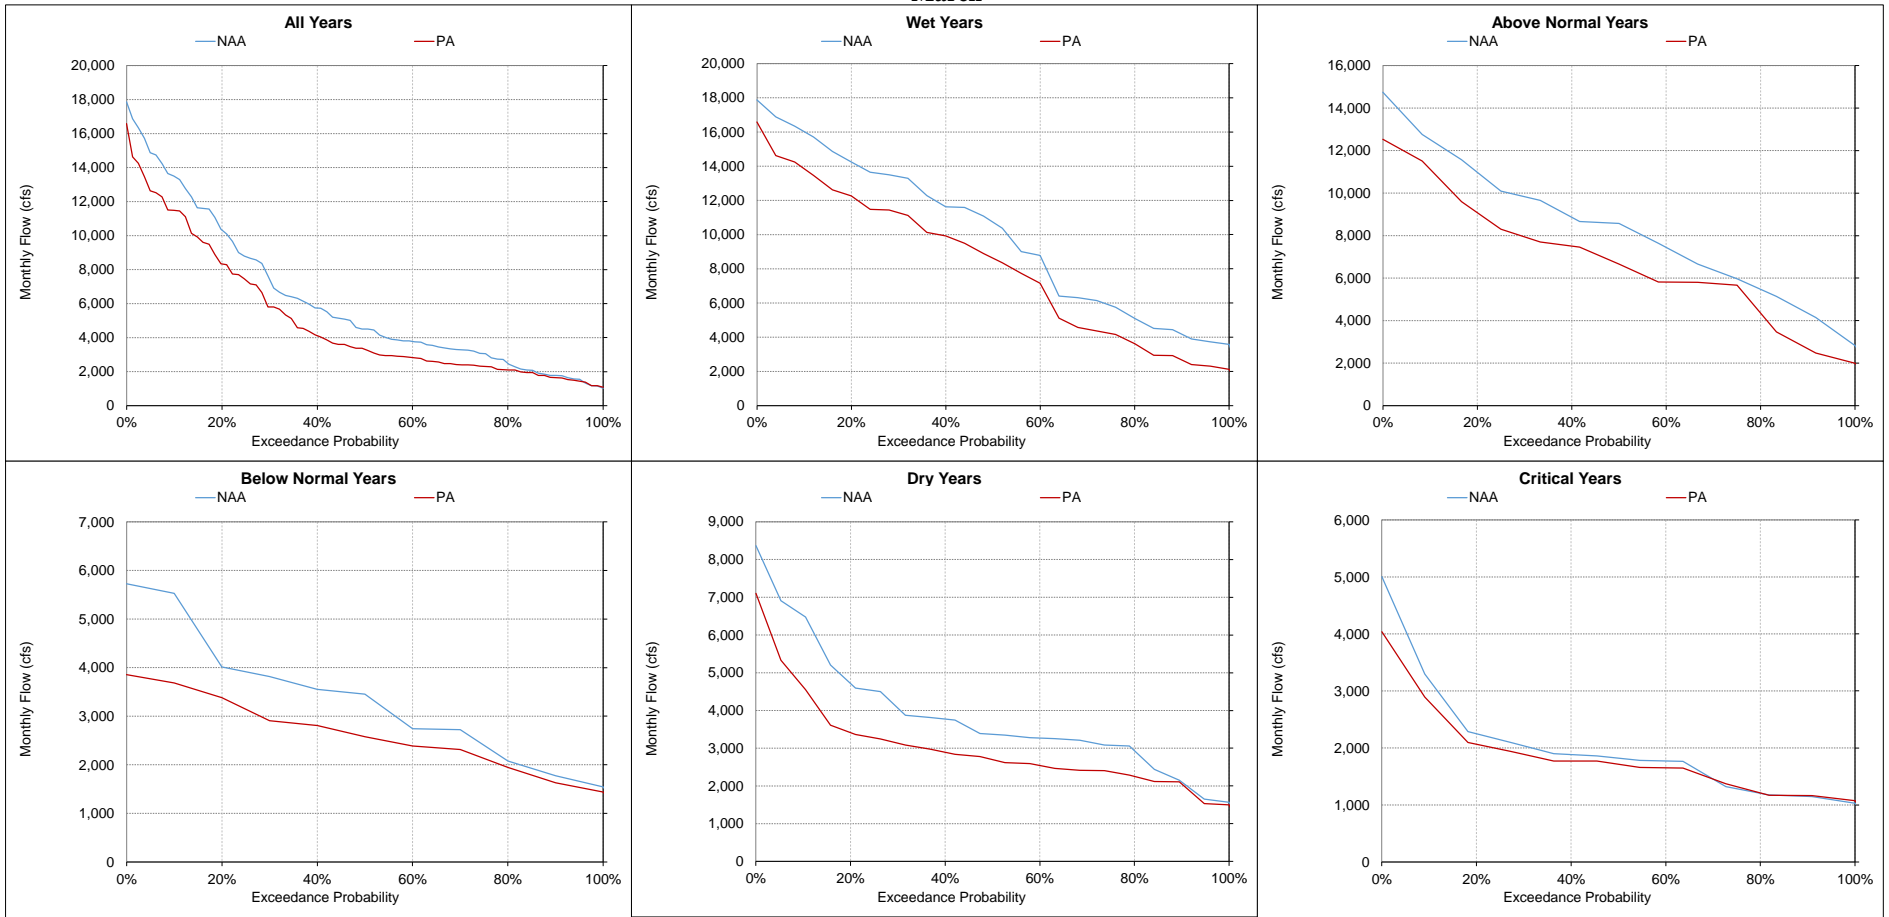 All Years
NAA PA
20,000
18,000
16,000
14,000
12,000
10,000
8,000
6,000
4,000
2,000
0
Monthly Flow (cfs)
0% 20% 40% 60% 80% 100%
Exceedance Probability
Wet Years
NAA PA
20,000
18,000
16,000
14,000
12,000
10,000
8,000
6,000
4,000
2,000
0
Monthly Flow (cfs)
0% 20% 40% 60% 80% 100%
Exceedance Probability
Above Normal Years
NAA PA
16,000
14,000
12,000
10,000
8,000
6,000
4,000
2,000
0
Monthly Flow (cfs)
0% 20% 40% 60% 80% 100%
Exceedance Probability
Below Normal Years
NAA PA
7,000
6,000
5,000
4,000
3,000
2,000
1,000
0
Monthly Flow (cfs)
0% 20% 40% 60% 80% 100%
Exceedance Probability
Dry Years
NAA PA
9,000
8,000
7,000
6,000
5,000
4,000
3,000
2,000
1,000
0
Monthly Flow (cfs)
0% 20% 40% 60% 80% 100%
Exceedance Probability
Critical Years
NAA PA
6,000
5,000
4,000
3,000
2,000
1,000
0
Monthly Flow (cfs)
0% 20% 40% 60% 80% 100%
Exceedance Probability